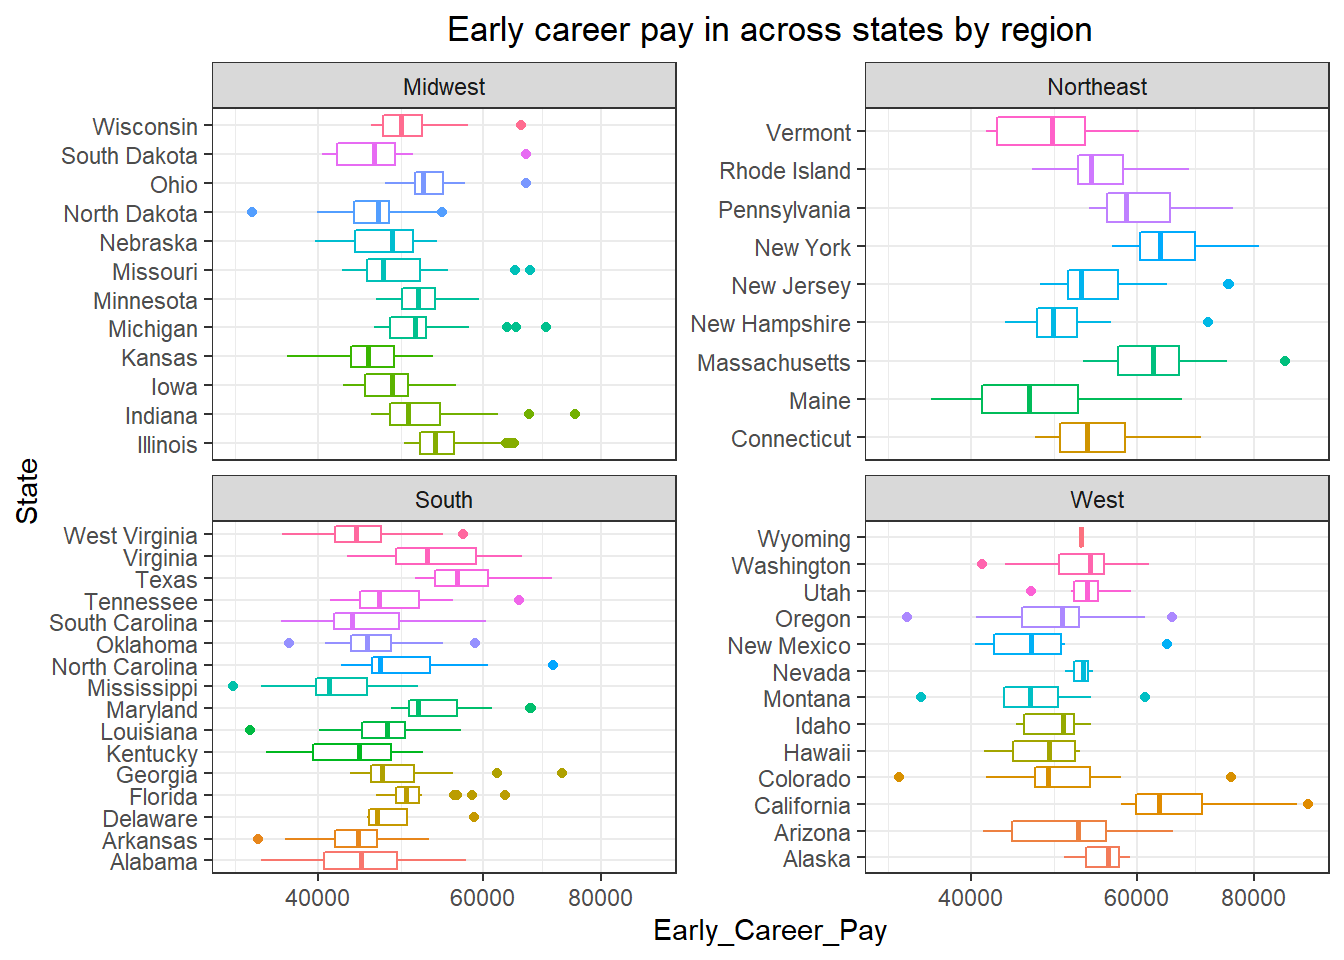 Early career pay in across states by region
Midwest
Wisconsin
South Dakota
Ohio
North Dakota
Nebraska
Missouri
Minnesota
Michigan
Kansas
Iowa
Indiana
Illinois
Northeast
Vermont
Rhode Island
Pennsylvania
New York
New Jersey
New Hampshire
Massachusetts
Maine
Connecticut
State
South
West Virginia
Virginia
Texas
Tennessee
South Carolina
Oklahoma
North Carolina
Mississippi
Maryland
Louisiana
Kentucky
Georgia
Florida
Delaware
Arkansas
Alabama
40000 60000 80000
West
Wyoming
Washington
Utah
Oregon
New Mexico
Nevada
Montana
Idaho
Hawaii
Colorado
California
Arizona
Alaska
40000 60000 80000
Early_Career_Pay